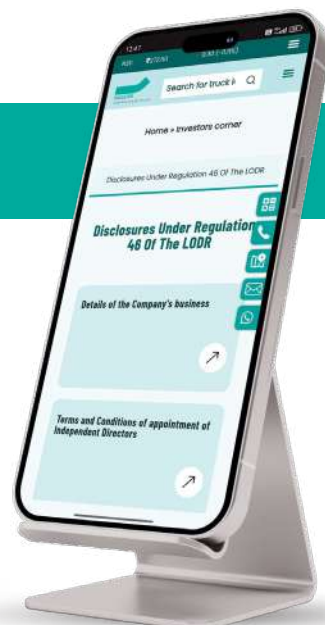 12:47
Search for truck
Home » Investors corner
Disclosures Under Regulation 46 Of The LODR
Disclosures Under Regulation
46 Of The LODR
Details of the Company's business
Terms and Conditions of appointment of
Independent Directors